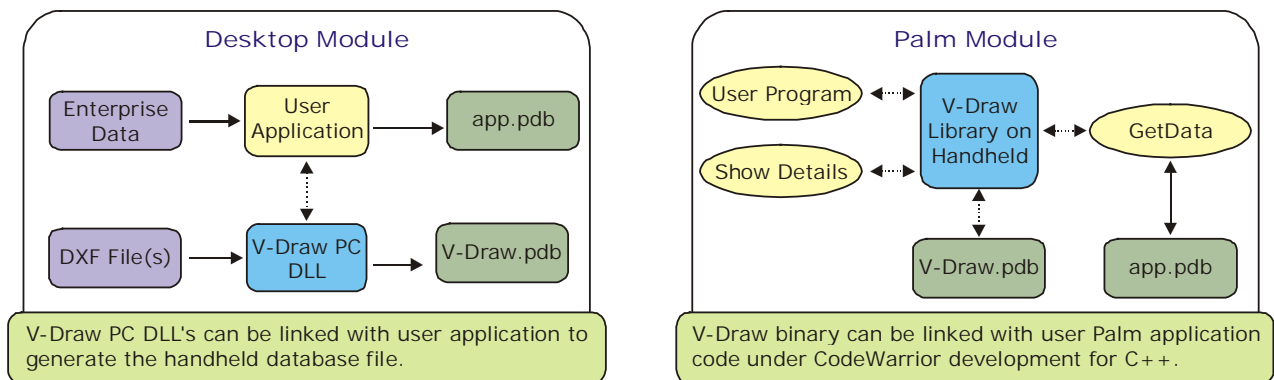 Desktop Module
Enterprise
Data
User
Application
app.pdb
DXF File(s)
V-Draw PC
DLL
V-Draw.pdb
V-Draw PC DLL's can be linked with user application to
generate the handheld database file.
Palm Module
User Program
Show Details
V-Draw
Library on
Handheld
GetData
V-Draw.pdb
app.pdb
V-Draw binary can be linked with user Palm application
code under CodeWarrior development for C++.